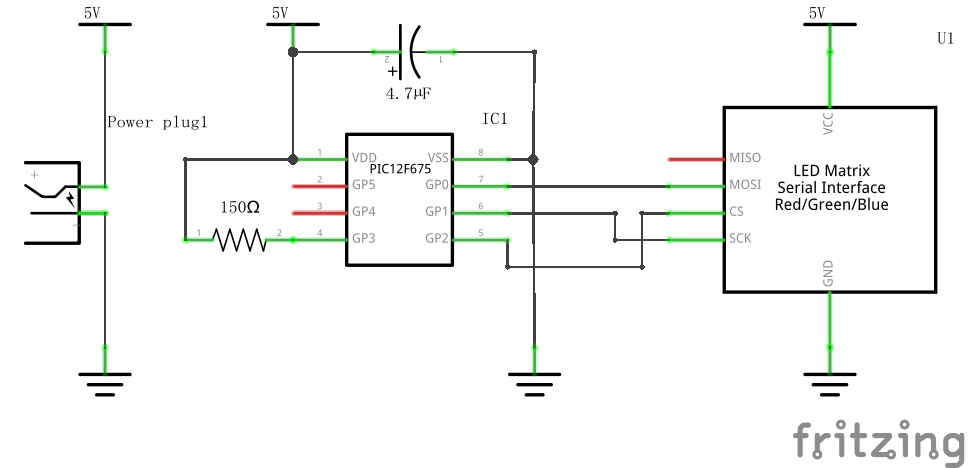 5V
5V
5V
U1
2
1
+
4.7μF
Power plug1
IC1
VCC
1
VDD
PIC12F675
VSS
8
MISO
LED Matrix
Serial Interface
Red/Green/Blue
+
2
GP5
GP0
7
MOSI
150Ω
3
GP4
GP1
6
CS
-
1
2
4
GP3
GP2
5
SCK
GND
fritzing